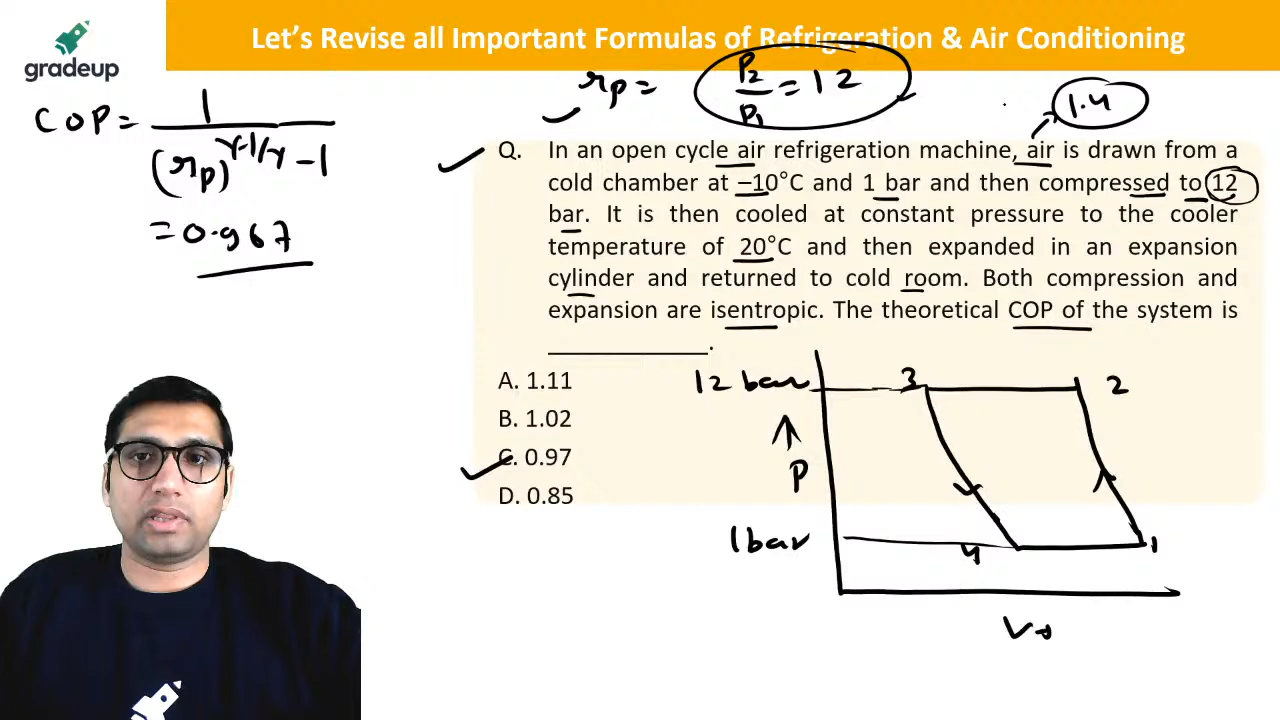 Let's Revise all Important Formulas of Refrigeration & Air Conditioning
gradeup
COP = 1 / (rp)^γ-1/γ - 1
= 0.967
rp = P2/P1 = 12
1.4
Q. In an open cycle air refrigeration machine, air is drawn from a
cold chamber at –10°C and 1 bar and then compressed to 12
bar. It is then cooled at constant pressure to the cooler
temperature of 20°C and then expanded in an expansion
cylinder and returned to cold room. Both compression and
expansion are isentropic. The theoretical COP of the system is
____________.
A. 1.11
B. 1.02
C. 0.97
D. 0.85
12 bar
3
2
P
1bar
4
1
V→